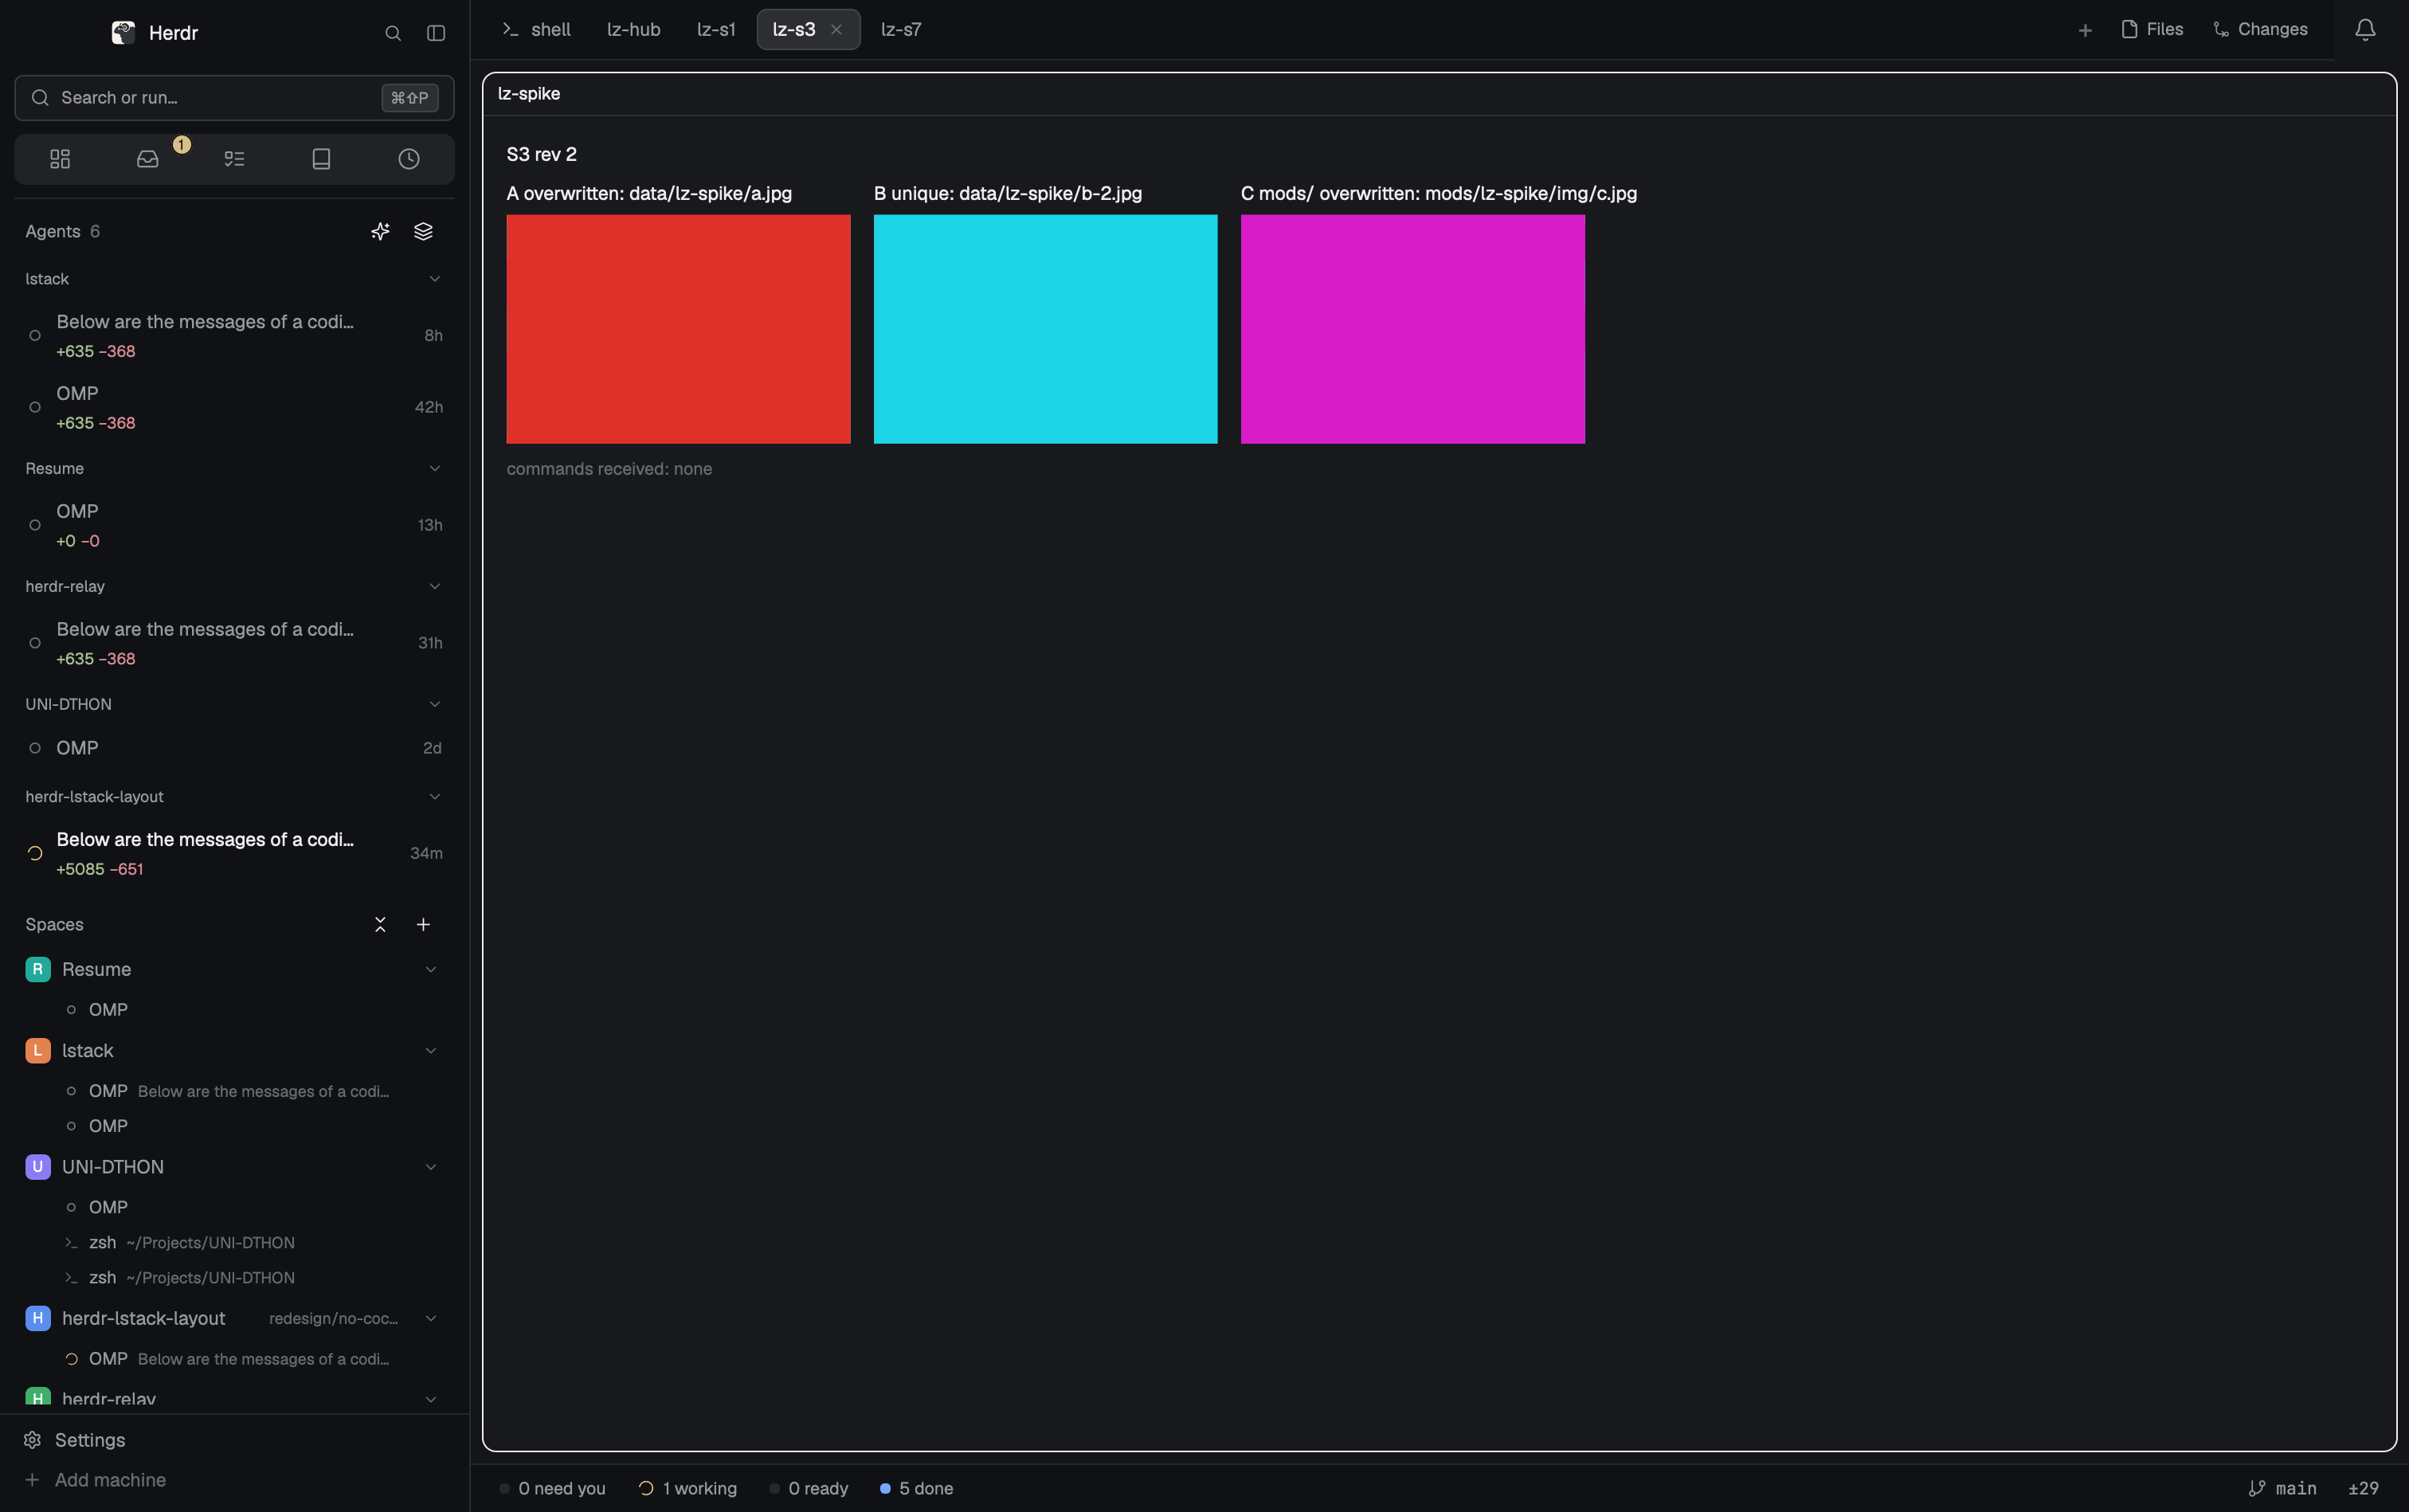 Herdr
Search or run...
⌘⇧P
1
Agents 6
lstack
Below are the messages of a codi...
8h
+635 −368
OMP
42h
+635 −368
Resume
OMP
13h
+0 −0
herdr-relay
Below are the messages of a codi...
31h
+635 −368
UNI-DTHON
OMP
2d
herdr-lstack-layout
Below are the messages of a codi...
34m
+5085 −651
Spaces
R Resume
OMP
L lstack
OMP Below are the messages of a codi...
OMP
U UNI-DTHON
OMP
zsh ~/Projects/UNI-DTHON
zsh ~/Projects/UNI-DTHON
H herdr-lstack-layout redesign/no-coc...
OMP Below are the messages of a codi...
H herdr-relay
Settings
Add machine
shell lz-hub lz-s1 lz-s3 lz-s7
Files Changes
lz-spike
S3 rev 2
A overwritten: data/lz-spike/a.jpg
B unique: data/lz-spike/b-2.jpg
C mods/ overwritten: mods/lz-spike/img/c.jpg
commands received: none
0 need you 1 working 0 ready 5 done
main ±29